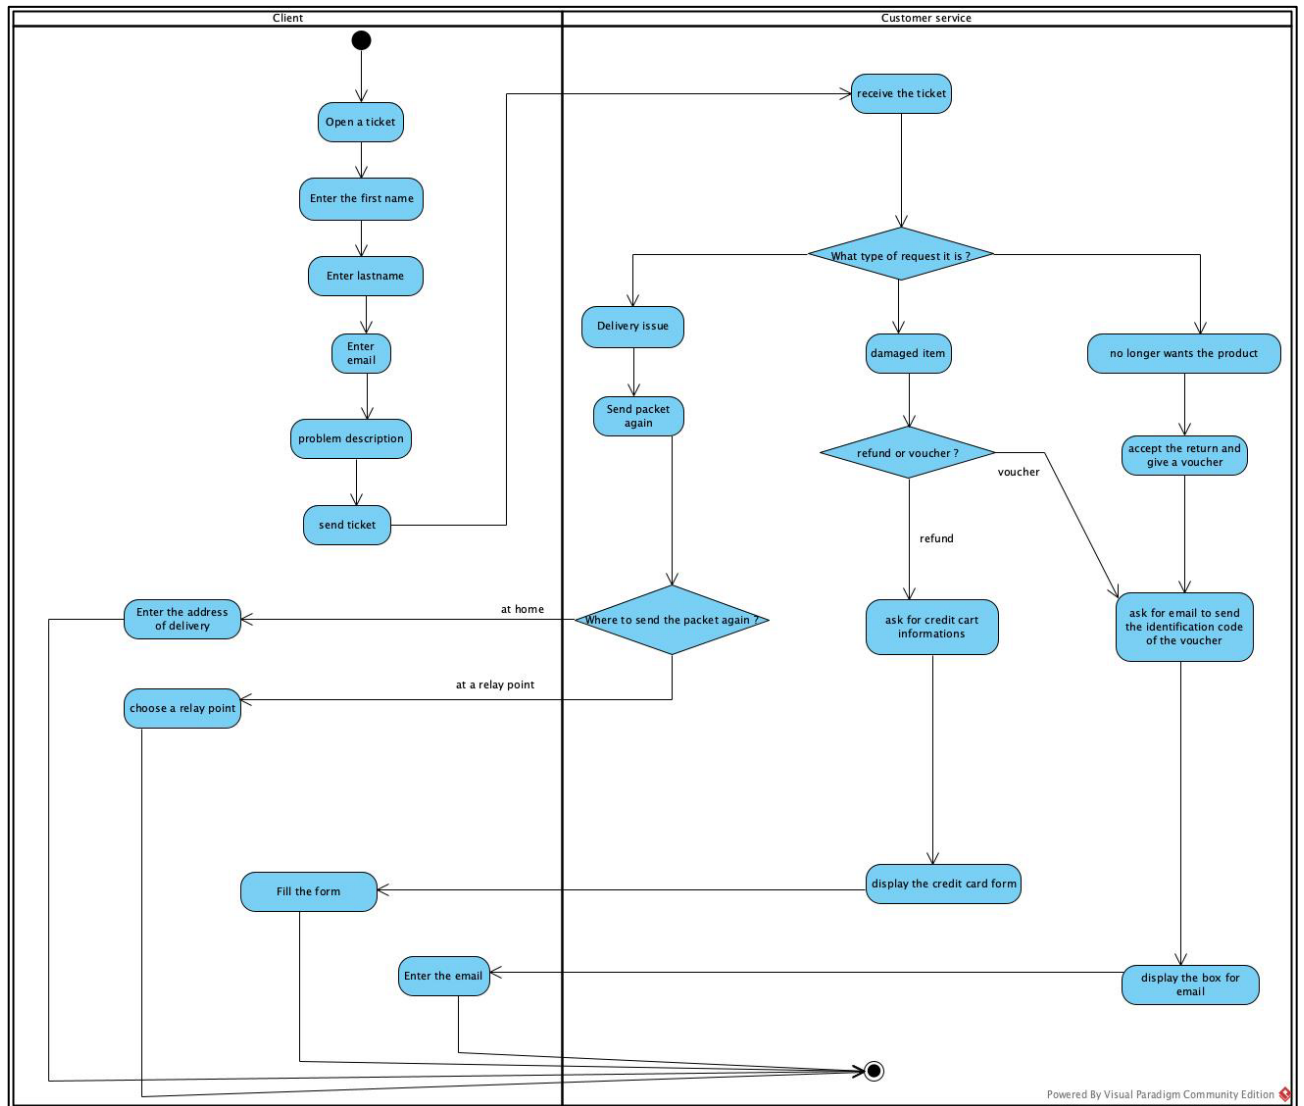 Client
Customer service
receive the ticket
Open a ticket
Enter the first name
What type of request it is ?
Enter lastname
Delivery issue
Enter
email
damaged item
no longer wants the product
Send packet
again
problem description
refund or voucher ?
accept the return and
give a voucher
voucher
send ticket
refund
at home
Enter the address
of delivery
Where to send the packet again ?
ask for credit cart
informations
ask for email to send
the identification code
of the voucher
at a relay point
choose a relay point
Fill the form
display the credit card form
Enter the email
display the box for
email
Powered By Visual Paradigm Community Edition